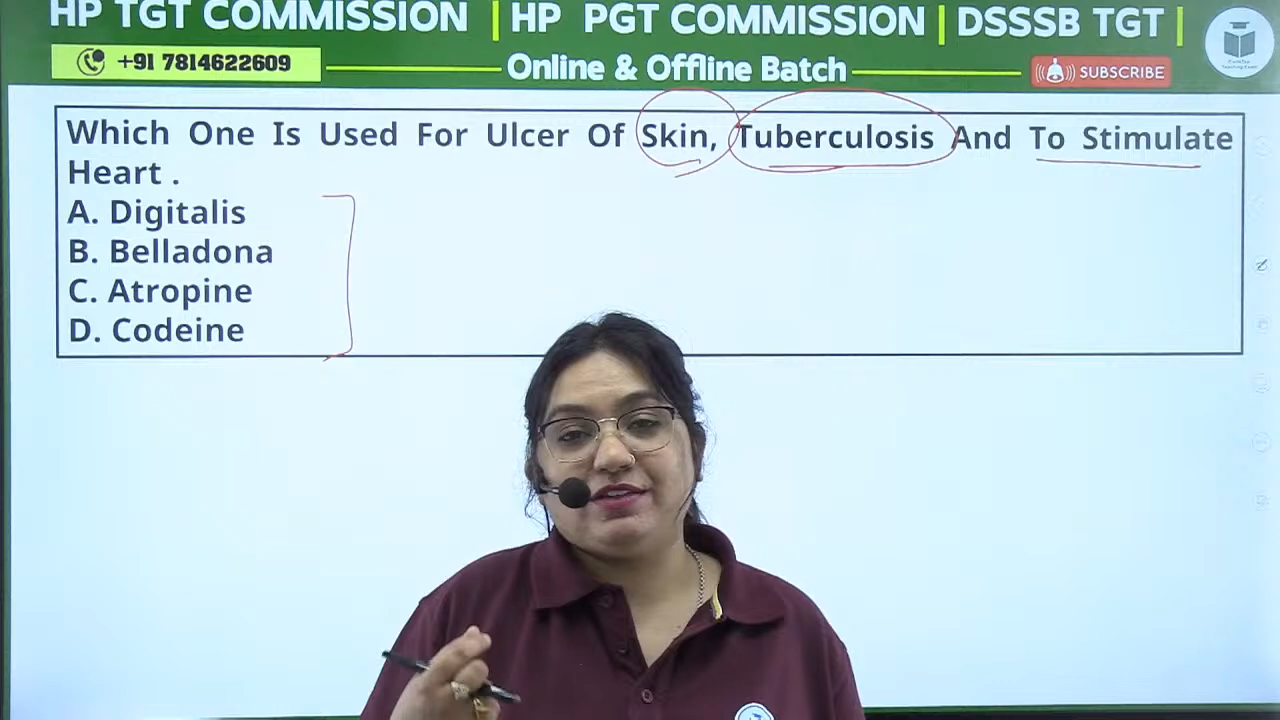 HP TGT COMMISSION | HP PGT COMMISSION | DSSSB TGT |
+91 7814622609
Online & Offline Batch
SUBSCRIBE
Which One Is Used For Ulcer Of Skin, Tuberculosis And To Stimulate
Heart .
A. Digitalis
B. Belladona
C. Atropine
D. Codeine